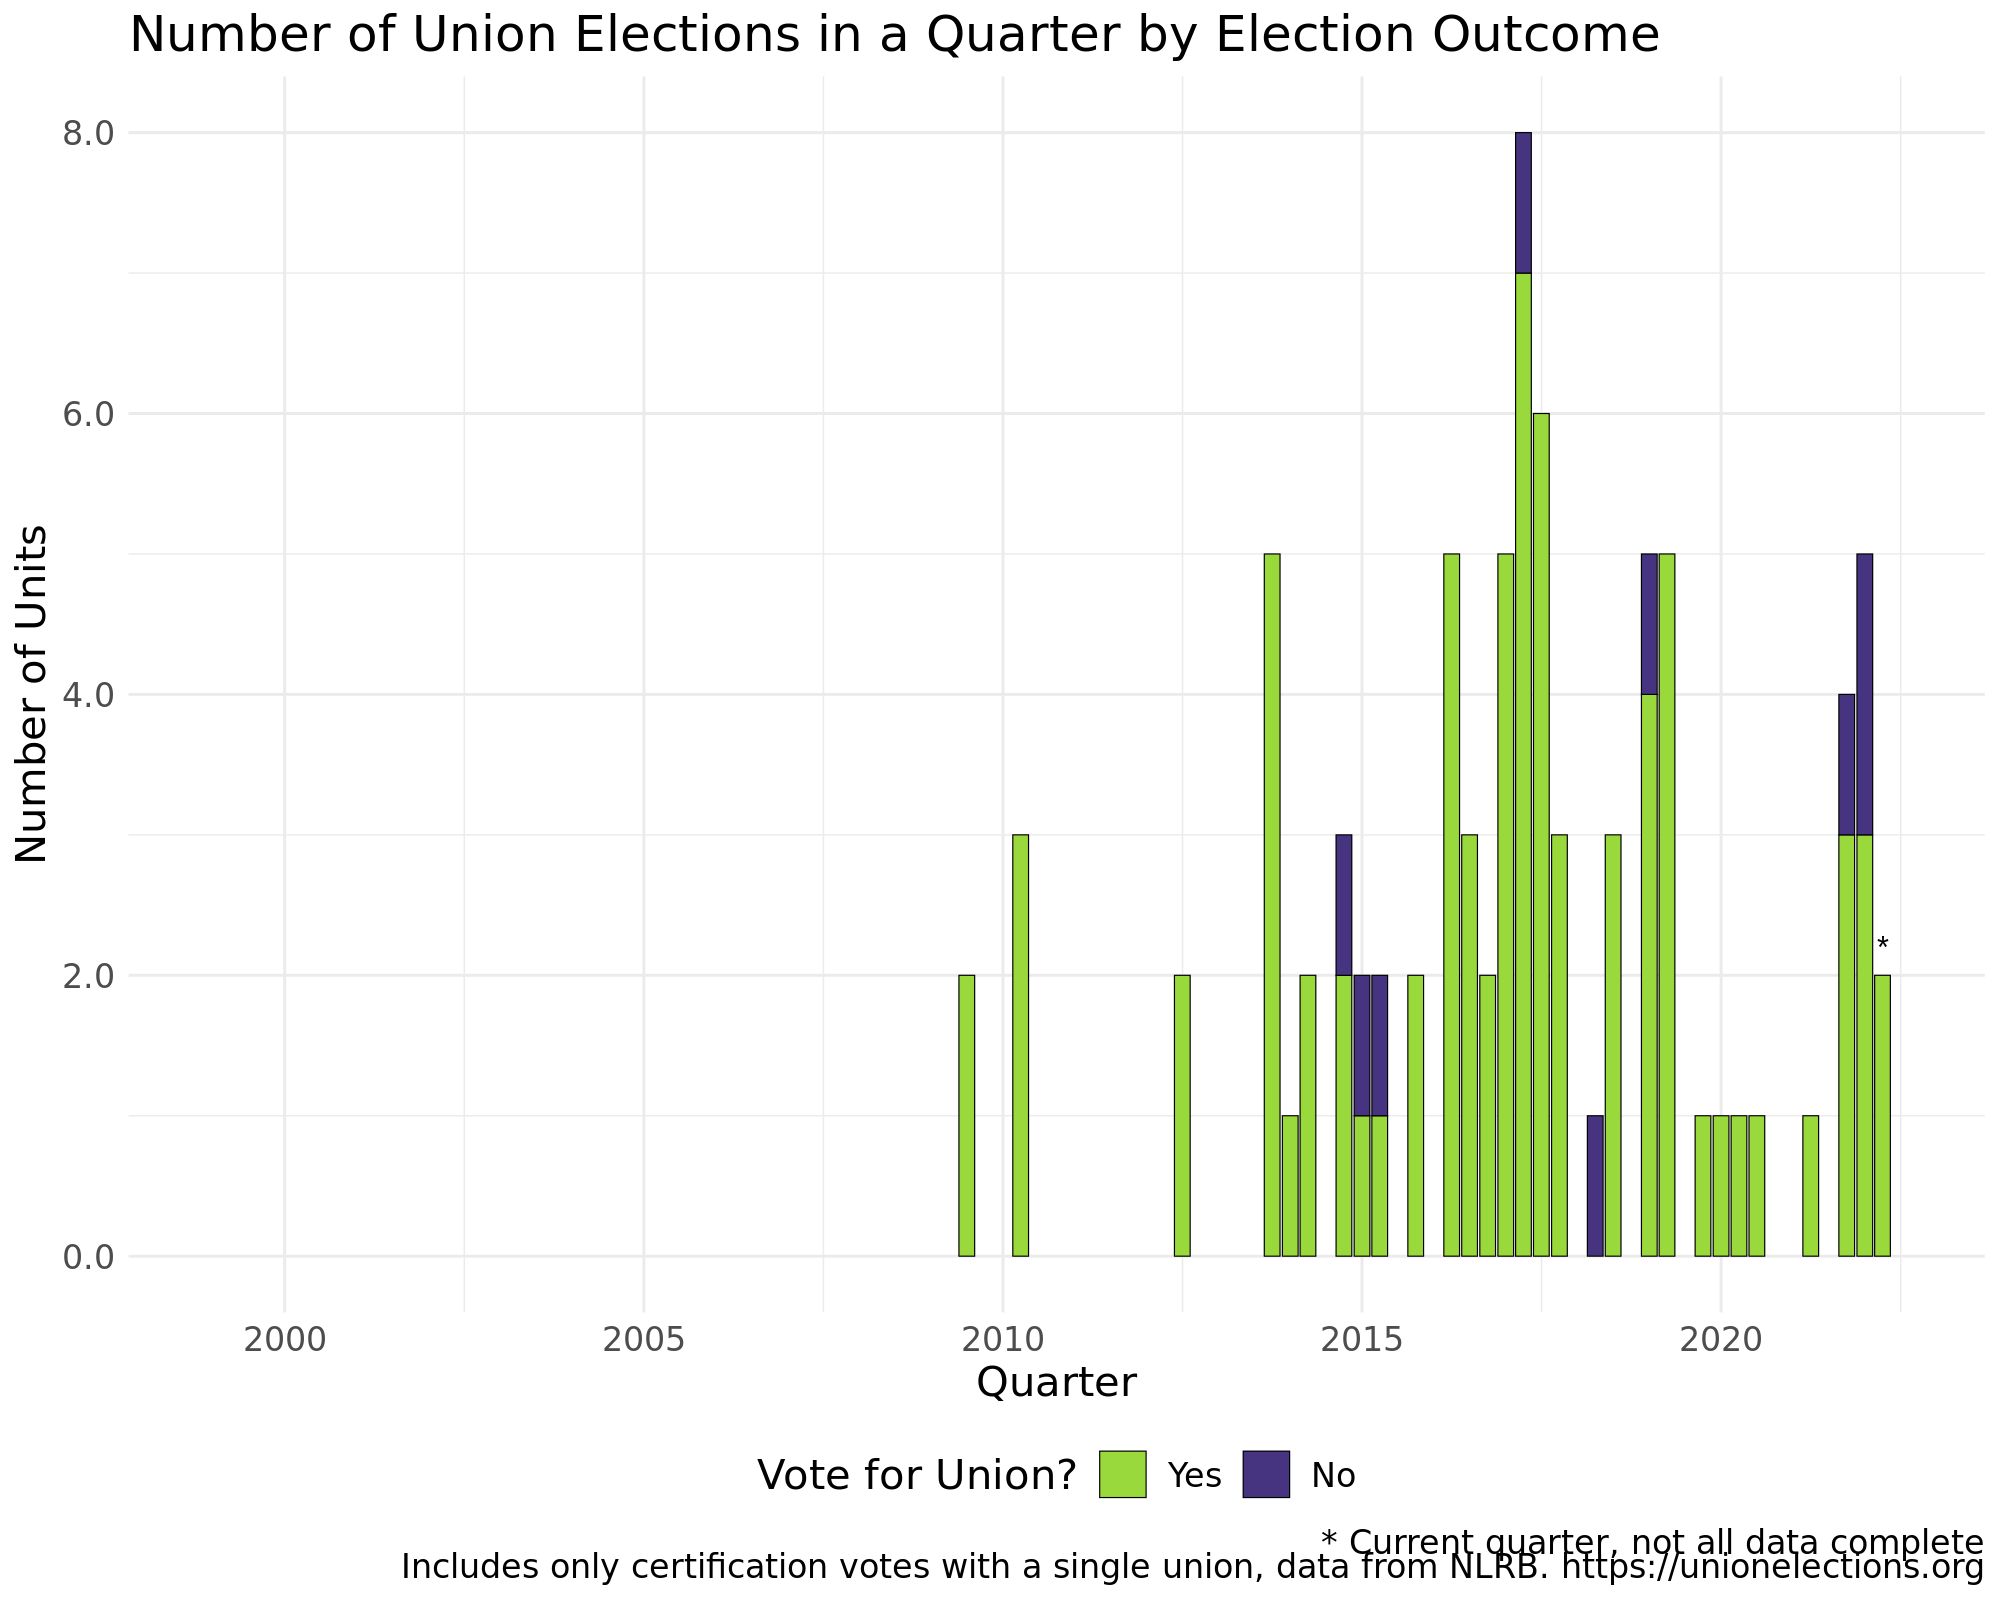 Number of Union Elections in a Quarter by Election Outcome
Number of Units
8.0
6.0
4.0
2.0
0.0
*
2000 2005 2010 2015 2020
Quarter
Vote for Union? Yes No
* Current quarter, not all data complete
Includes only certification votes with a single union, data from NLRB. https://unionelections.org